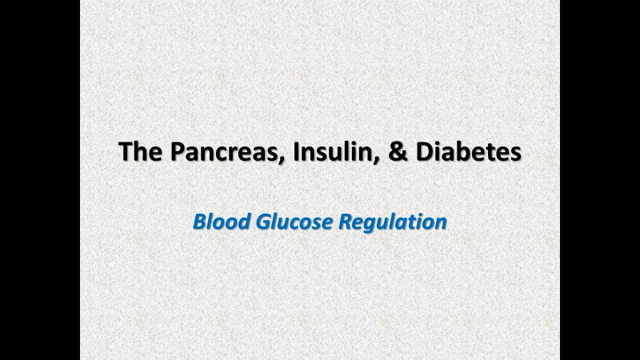 The Pancreas, Insulin, & Diabetes
Blood Glucose Regulation